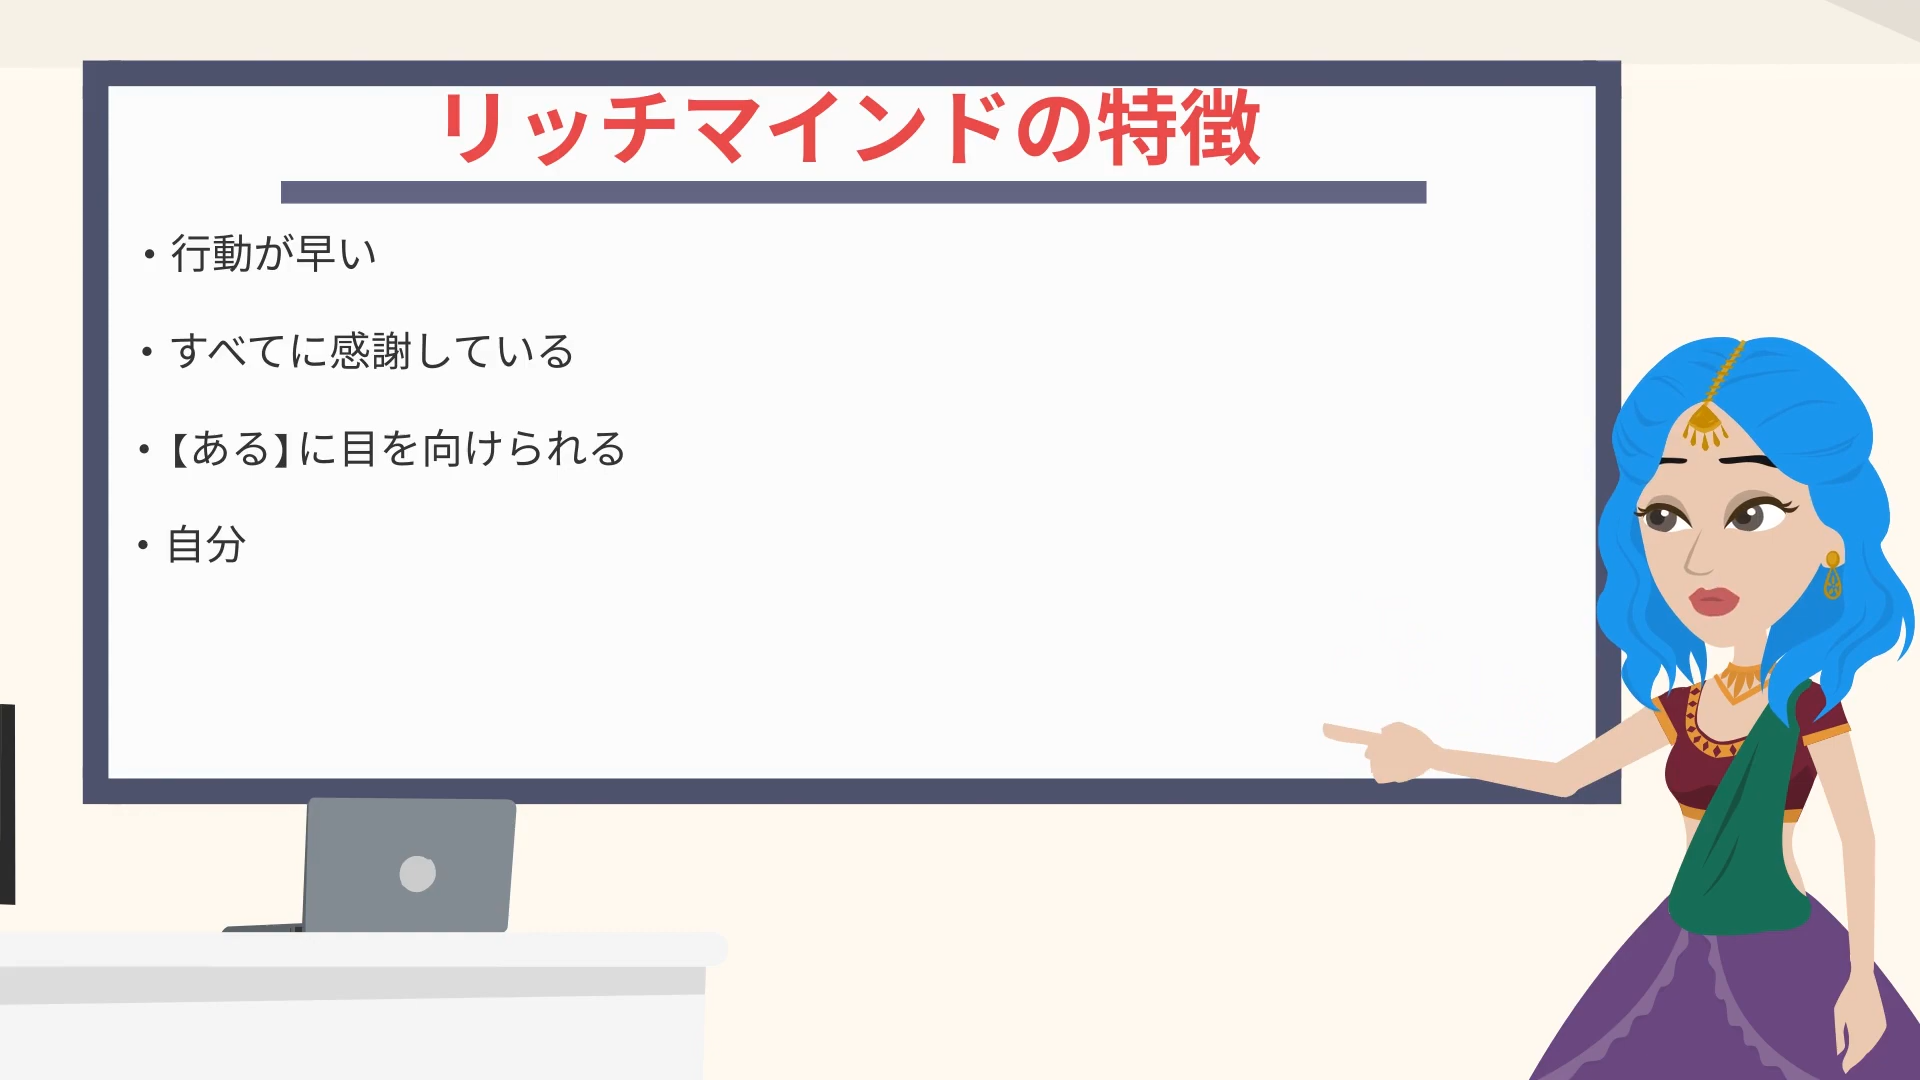 リッチマインドの特徴
・行動が早い
・すべてに感謝している
・【ある】に目を向けられる
・自分